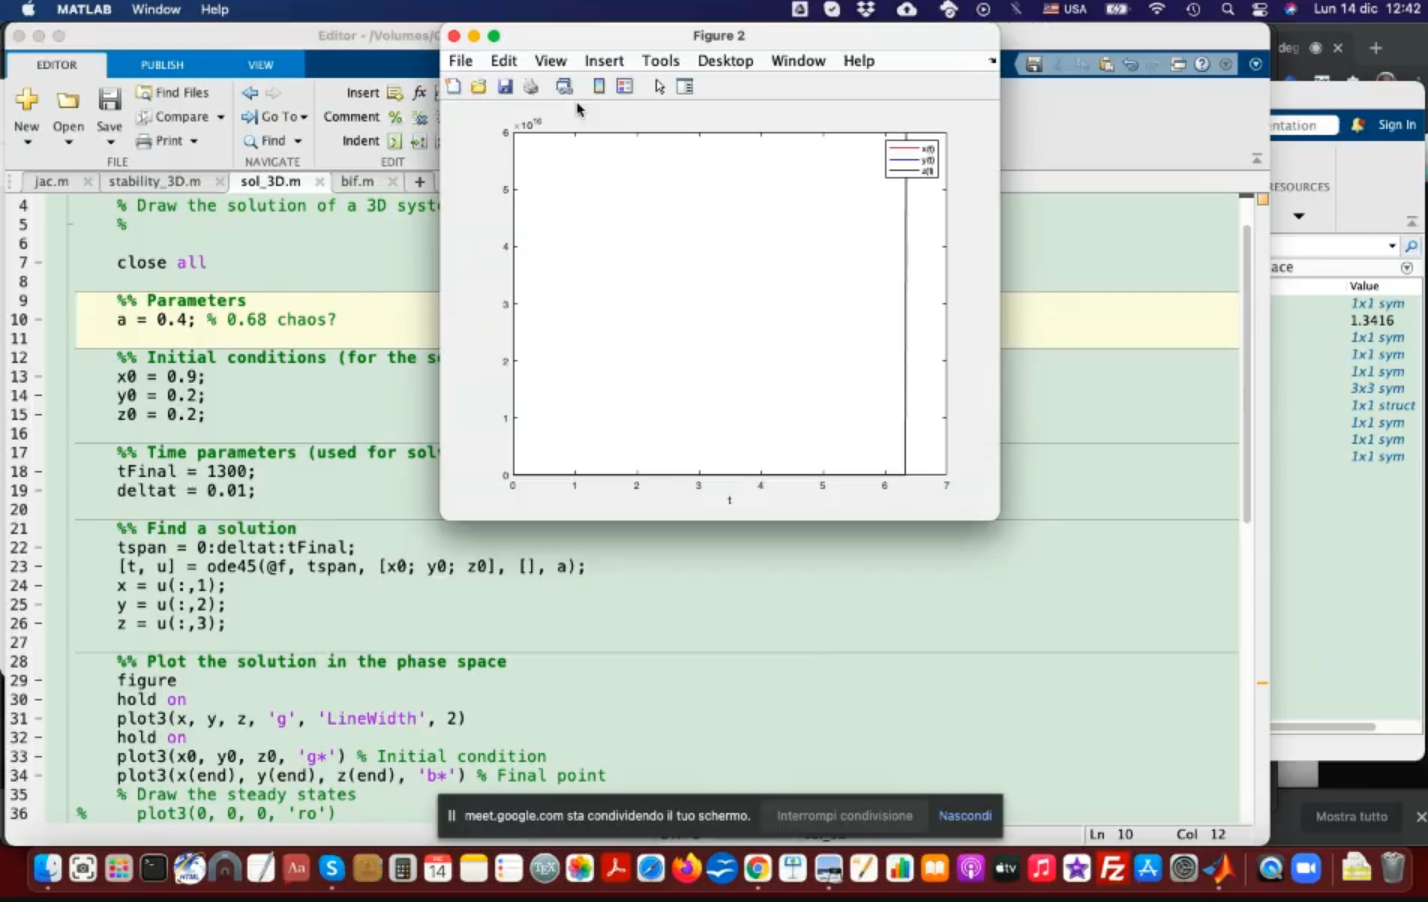 MATLAB Window Help
USA Lun 14 dic 12:42
Editor - /Volumes/
Figure 2
EDITOR PUBLISH VIEW
File Edit View Insert Tools Desktop Window Help
Find Files
Insert fx
New Open Save
Compare
Go To
Comment
Print
Find
Indent
FILE NAVIGATE EDIT
Sign In
jac.m stability_3D.m sol_3D.m bif.m
4 % Draw the solution of a 3D syst
5 %
6
7 close all
8
9 %% Parameters
10 a = 0.4; % 0.68 chaos?
11
12 %% Initial conditions (for the s
13 x0 = 0.9;
14 y0 = 0.2;
15 z0 = 0.2;
16
17 %% Time parameters (used for sol
18 tFinal = 1300;
19 deltat = 0.01;
20
21 %% Find a solution
22 tspan = 0:deltat:tFinal;
23 [t, u] = ode45(@f, tspan, [x0; y0; z0], [], a);
24 x = u(:,1);
25 y = u(:,2);
26 z = u(:,3);
27
28 %% Plot the solution in the phase space
29 figure
30 hold on
31 plot3(x, y, z, 'g', 'LineWidth', 2)
32 hold on
33 plot3(x0, y0, z0, 'g*') % Initial condition
34 plot3(x(end), y(end), z(end), 'b*') % Final point
35 % Draw the steady states
36 % plot3(0, 0, 0, 'ro')
x(t)
y(t)
z(t)
6
5
4
3
2
1
0
0 1 2 3 4 5 6 7
t
deg
ntation
ESOURCES
ace
Value
1x1 sym
1.3416
1x1 sym
1x1 sym
1x1 sym
3x3 sym
1x1 struct
1x1 sym
1x1 sym
1x1 sym
meet.google.com sta condividendo il tuo schermo. Interrompi condivisione Nascondi
Ln 10 Col 12
Mostra tutto